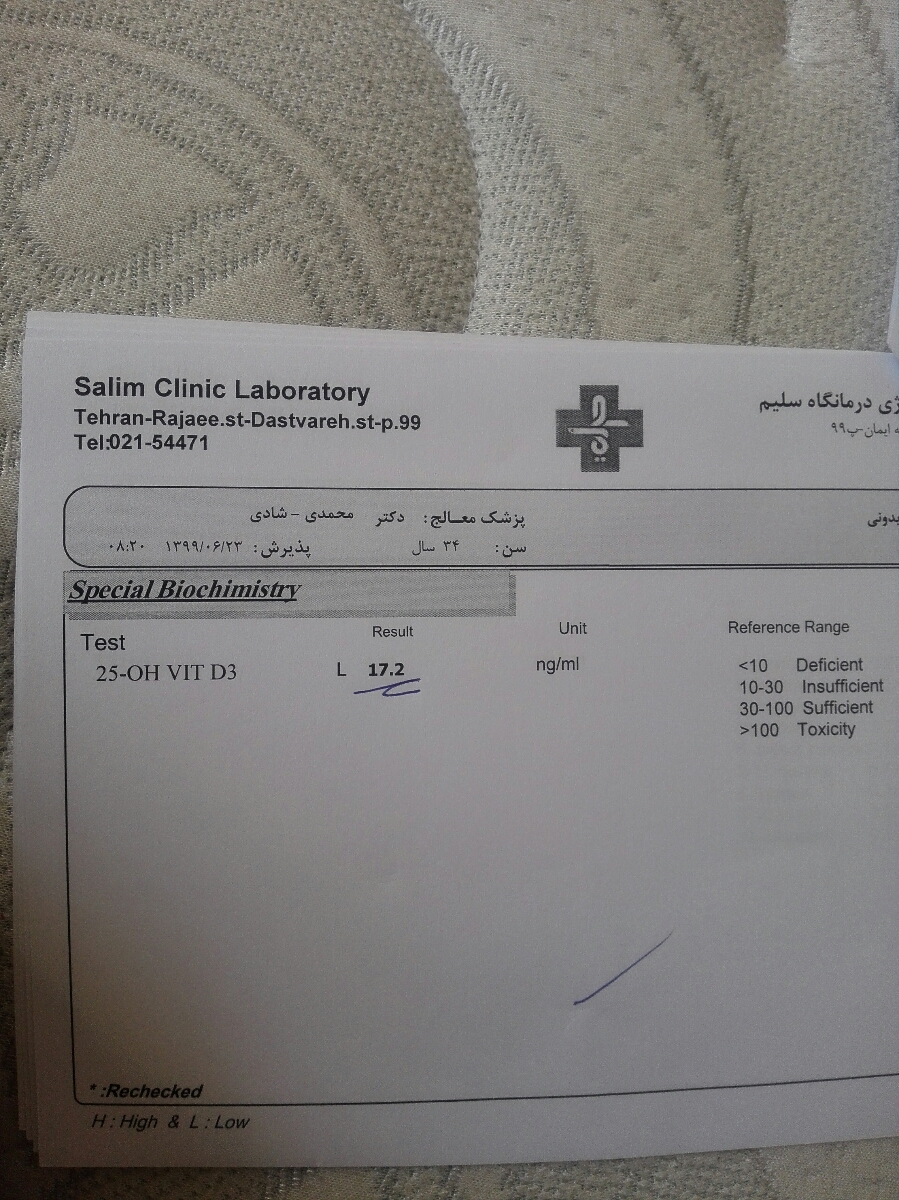 Salim Clinic Laboratory
Tehran-Rajaee.st-Dastvareh.st-p.99
Tel:021-54471
درمانگاه سلیم
ایمان-پ۹۹
پزشک معالج: دکتر محمدی - شادی
سن: ۳۴ سال پذیرش: ۱۳۹۹/۰۶/۲۳ ۰۸:۲۰
Special Biochimistry
Test Result Unit Reference Range
25-OH VIT D3 L 17.2 ng/ml <10 Deficient
10-30 Insufficient
30-100 Sufficient
>100 Toxicity
* :Rechecked
H : High & L : Low